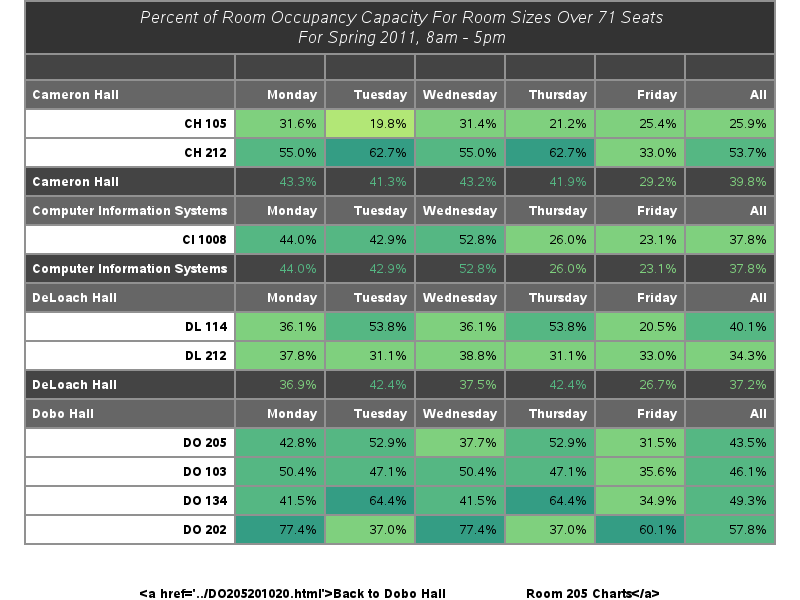 Percent of Room Occupancy Capacity For Room Sizes Over 71 Seats
For Spring 2011, 8am - 5pm
Cameron Hall Monday Tuesday Wednesday Thursday Friday All
CH 105 31.6% 19.8% 31.4% 21.2% 25.4% 25.9%
CH 212 55.0% 62.7% 55.0% 62.7% 33.0% 53.7%
Cameron Hall 43.3% 41.3% 43.2% 41.9% 29.2% 39.8%
Computer Information Systems Monday Tuesday Wednesday Thursday Friday All
CI 1008 44.0% 42.9% 52.8% 26.0% 23.1% 37.8%
Computer Information Systems 44.0% 42.9% 52.8% 26.0% 23.1% 37.8%
DeLoach Hall Monday Tuesday Wednesday Thursday Friday All
DL 114 36.1% 53.8% 36.1% 53.8% 20.5% 40.1%
DL 212 37.8% 31.1% 38.8% 31.1% 33.0% 34.3%
DeLoach Hall 36.9% 42.4% 37.5% 42.4% 26.7% 37.2%
Dobo Hall Monday Tuesday Wednesday Thursday Friday All
DO 205 42.8% 52.9% 37.7% 52.9% 31.5% 43.5%
DO 103 50.4% 47.1% 50.4% 47.1% 35.6% 46.1%
DO 134 41.5% 64.4% 41.5% 64.4% 34.9% 49.3%
DO 202 77.4% 37.0% 77.4% 37.0% 60.1% 57.8%
<a href='../DO205201020.html'>Back to Dobo Hall Room 205 Charts</a>